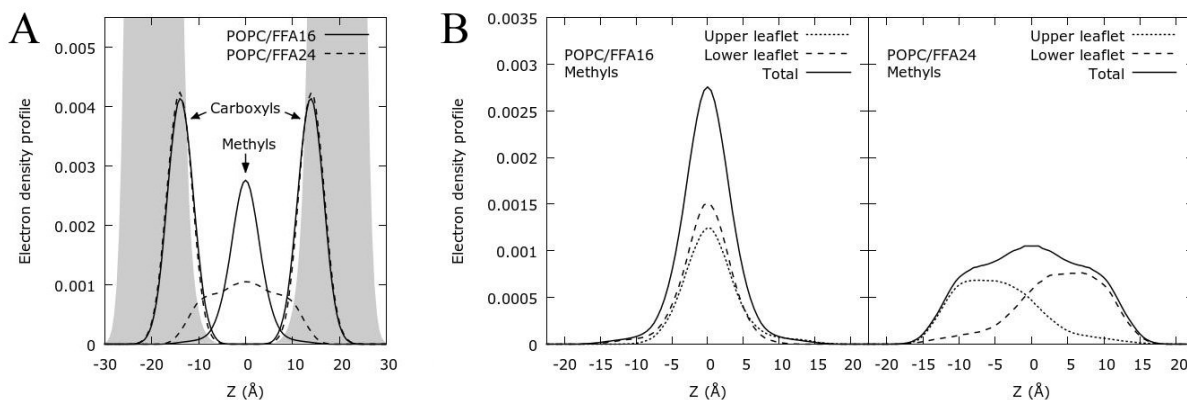 A
POPC/FFA16
POPC/FFA24
Carboxyls
Methyls
Electron density profile
0.005
0.004
0.003
0.002
0.001
0
-30 -20 -10 0 10 20 30
Z (Å)
B
Electron density profile
0.0035
0.003
0.0025
0.002
0.0015
0.001
0.0005
0
Upper leaflet
POPC/FFA16 Lower leaflet
Methyls Total
-20 -15 -10 -5 0 5 10 15 20
Z (Å)
Upper leaflet
POPC/FFA24 Lower leaflet
Methyls Total
-20 -15 -10 -5 0 5 10 15 20
Z (Å)